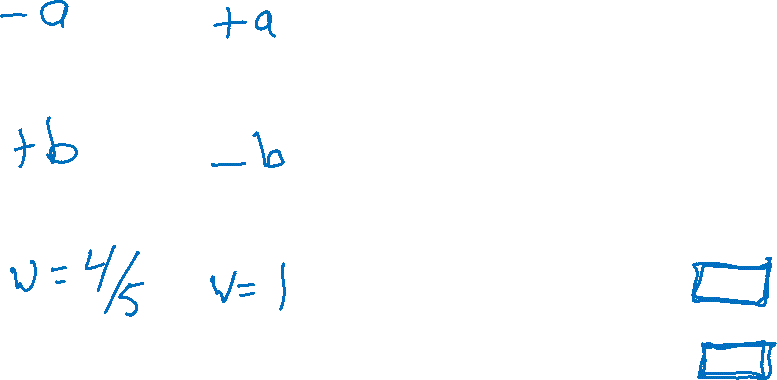 -a +a
+b -b
w = 4/5 v = 1